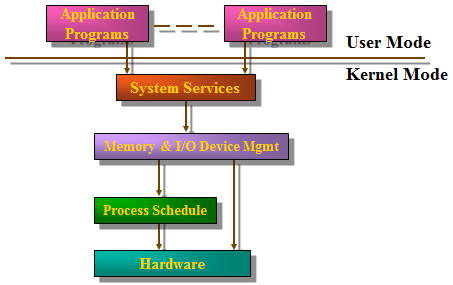 Application
Programs
Application
Programs
User Mode
Kernel Mode
System Services
Memory & I/O Device Mgmt
Process Schedule
Hardware